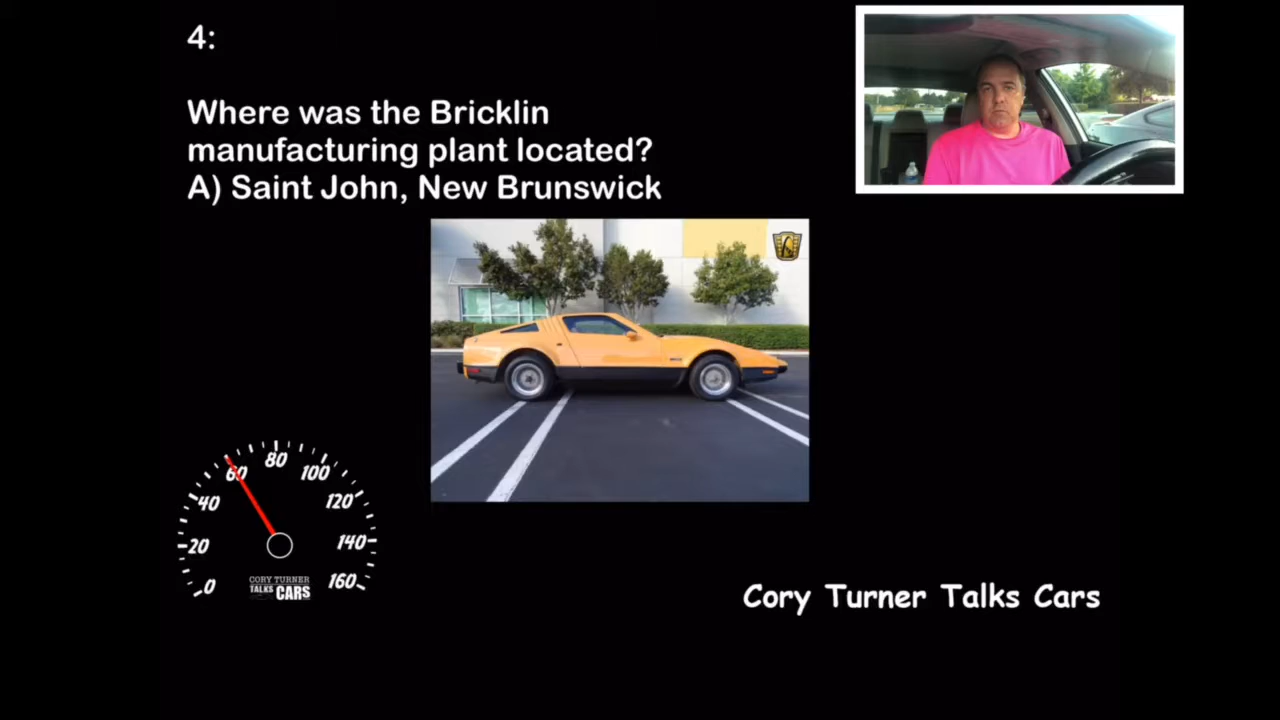 4:
Where was the Bricklin
manufacturing plant located?
A) Saint John, New Brunswick
80
60
100
40
120
20
140
0
160
CORY TURNER
TALKS CARS
Cory Turner Talks Cars